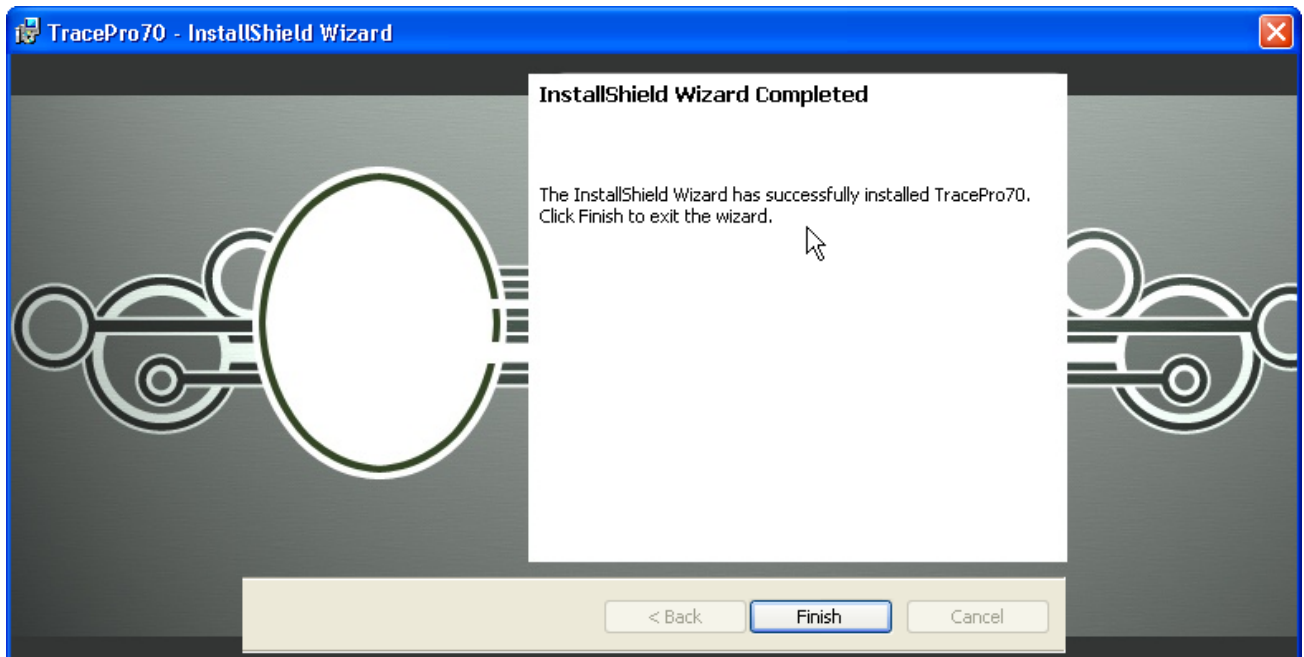 TracePro70 - InstallShield Wizard
InstallShield Wizard Completed
The InstallShield Wizard has successfully installed TracePro70.
Click Finish to exit the wizard.
< Back
Finish
Cancel